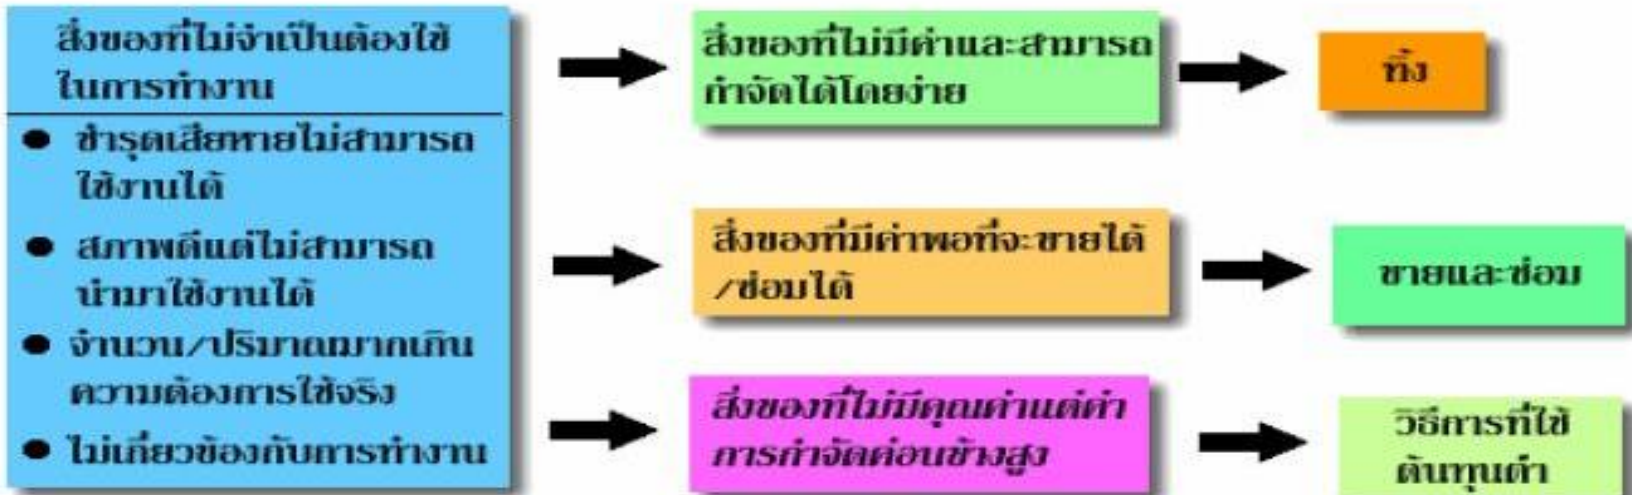 สิ่งของที่ไม่จำเป็นต้องใช้
ในการทำงาน
● ชำรุดเสียหายไม่สามารถ
ใช้งานได้
● สภาพดีแต่ไม่สามารถ
นำมาใช้งานได้
● จำนวน/ปริมาณมากเกิน
ความต้องการใช้จริง
● ไม่เกี่ยวข้องกับการทำงาน
สิ่งของที่ไม่มีค่าและสามารถ
กำจัดได้โดยง่าย
ทิ้ง
สิ่งของที่มีค่าพอที่จะขายได้
/ซ่อมได้
ขายและซ่อม
สิ่งของที่ไม่มีคุณค่าแต่ค่า
การกำจัดค่อนข้างสูง
วิธีการที่ใช้
ต้นทุนต่ำ